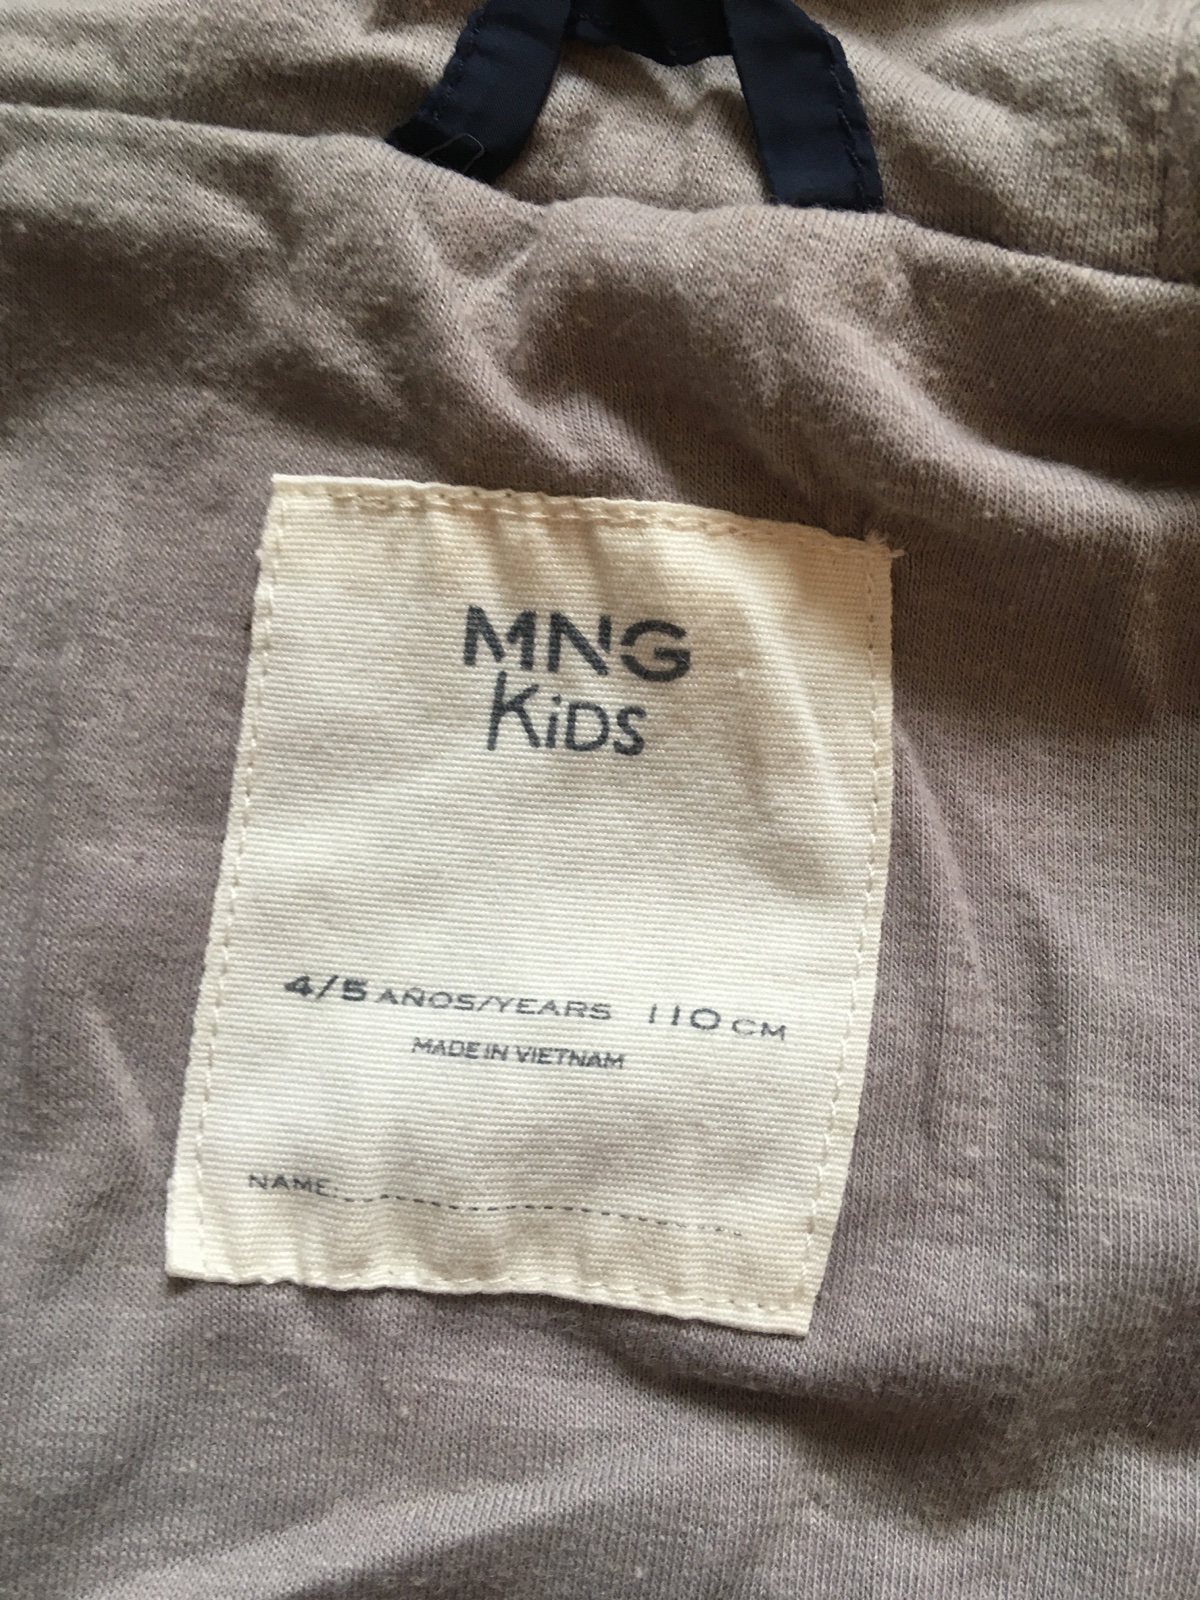 MNG
KiDS
4/5 AÑOS/YEARS 110 CM
MADE IN VIETNAM
NAME: